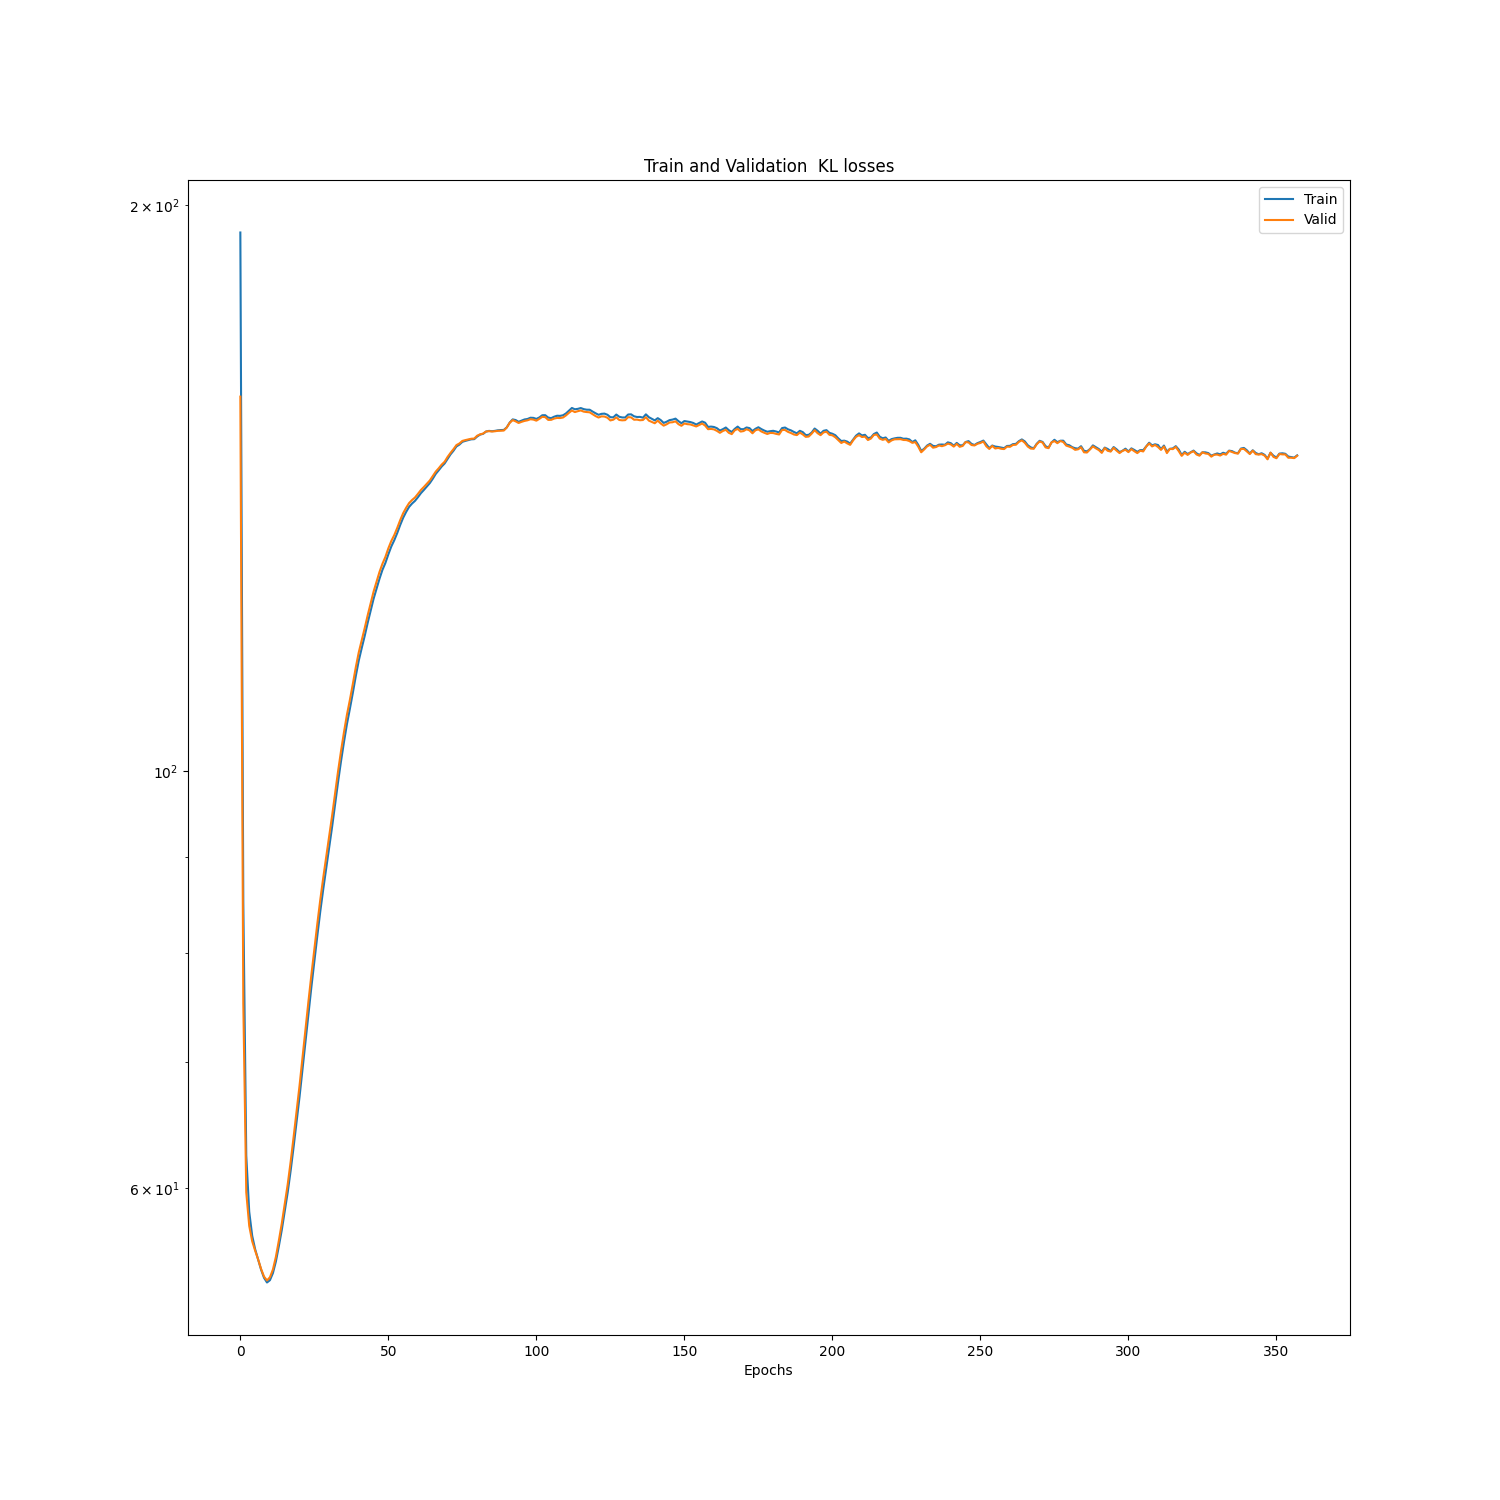 Train and Validation  KL losses
2 × 10²
10²
6 × 10¹
Train
Valid
0 50 100 150 200 250 300 350
Epochs